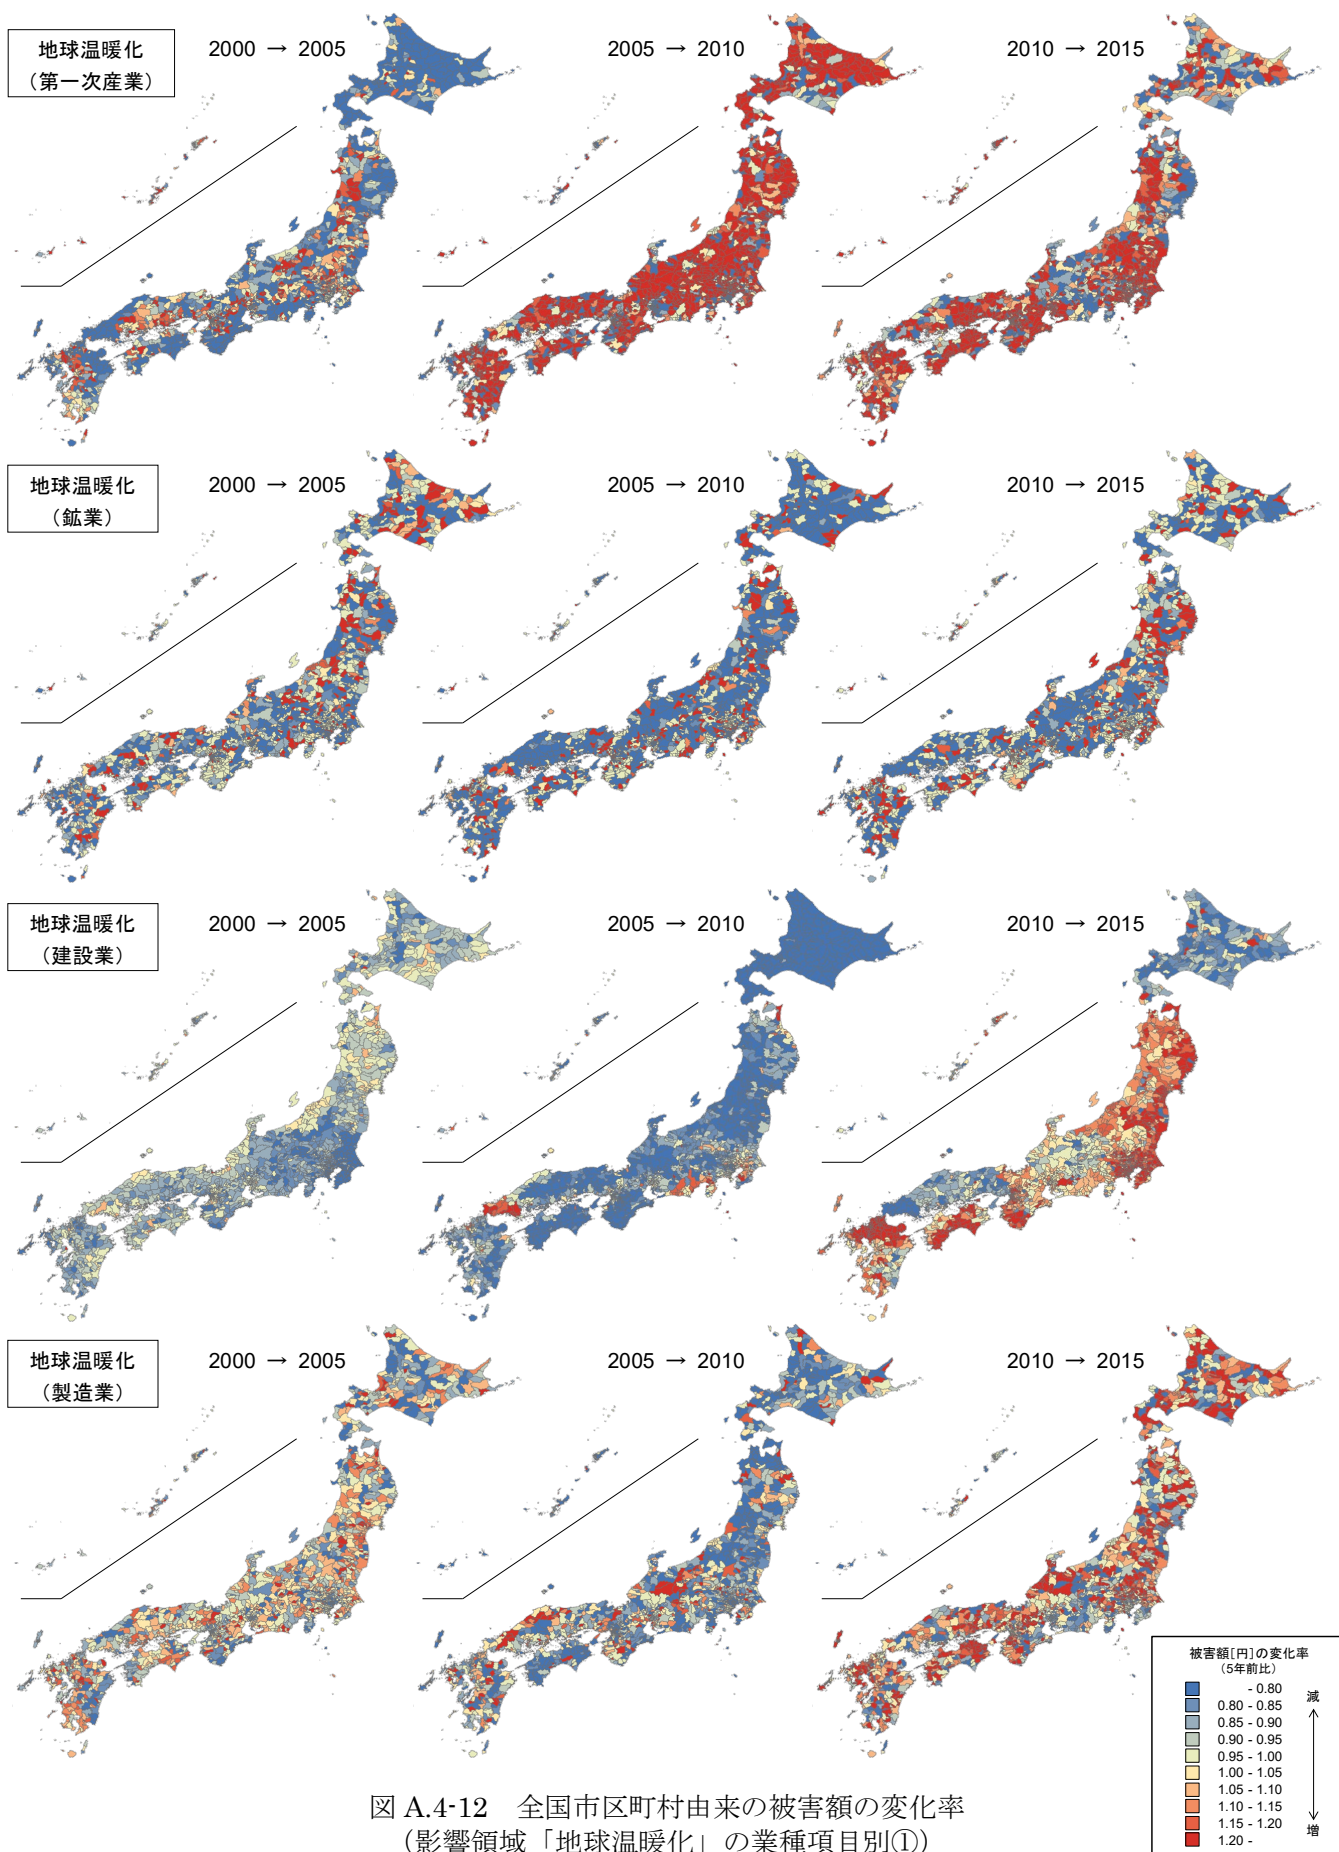 地球温暖化
（第一次産業）
2000 → 2005
2005 → 2010
2010 → 2015
地球温暖化
（鉱業）
2000 → 2005
2005 → 2010
2010 → 2015
地球温暖化
（建設業）
2000 → 2005
2005 → 2010
2010 → 2015
地球温暖化
（製造業）
2000 → 2005
2005 → 2010
2010 → 2015
被害額[円]の変化率
（5年前比）
- 0.80
0.80 - 0.85
0.85 - 0.90
0.90 - 0.95
0.95 - 1.00
1.00 - 1.05
1.05 - 1.10
1.10 - 1.15
1.15 - 1.20
1.20 -
減
増
図 A.4-12　全国市区町村由来の被害額の変化率
（影響領域「地球温暖化」の業種項目別①）